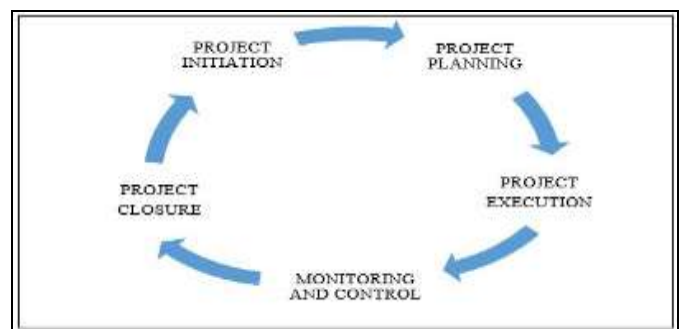 PROJECT
INITIATION
PROJECT
PLANNING
PROJECT
EXECUTION
MONITORING
AND CONTROL
PROJECT
CLOSURE